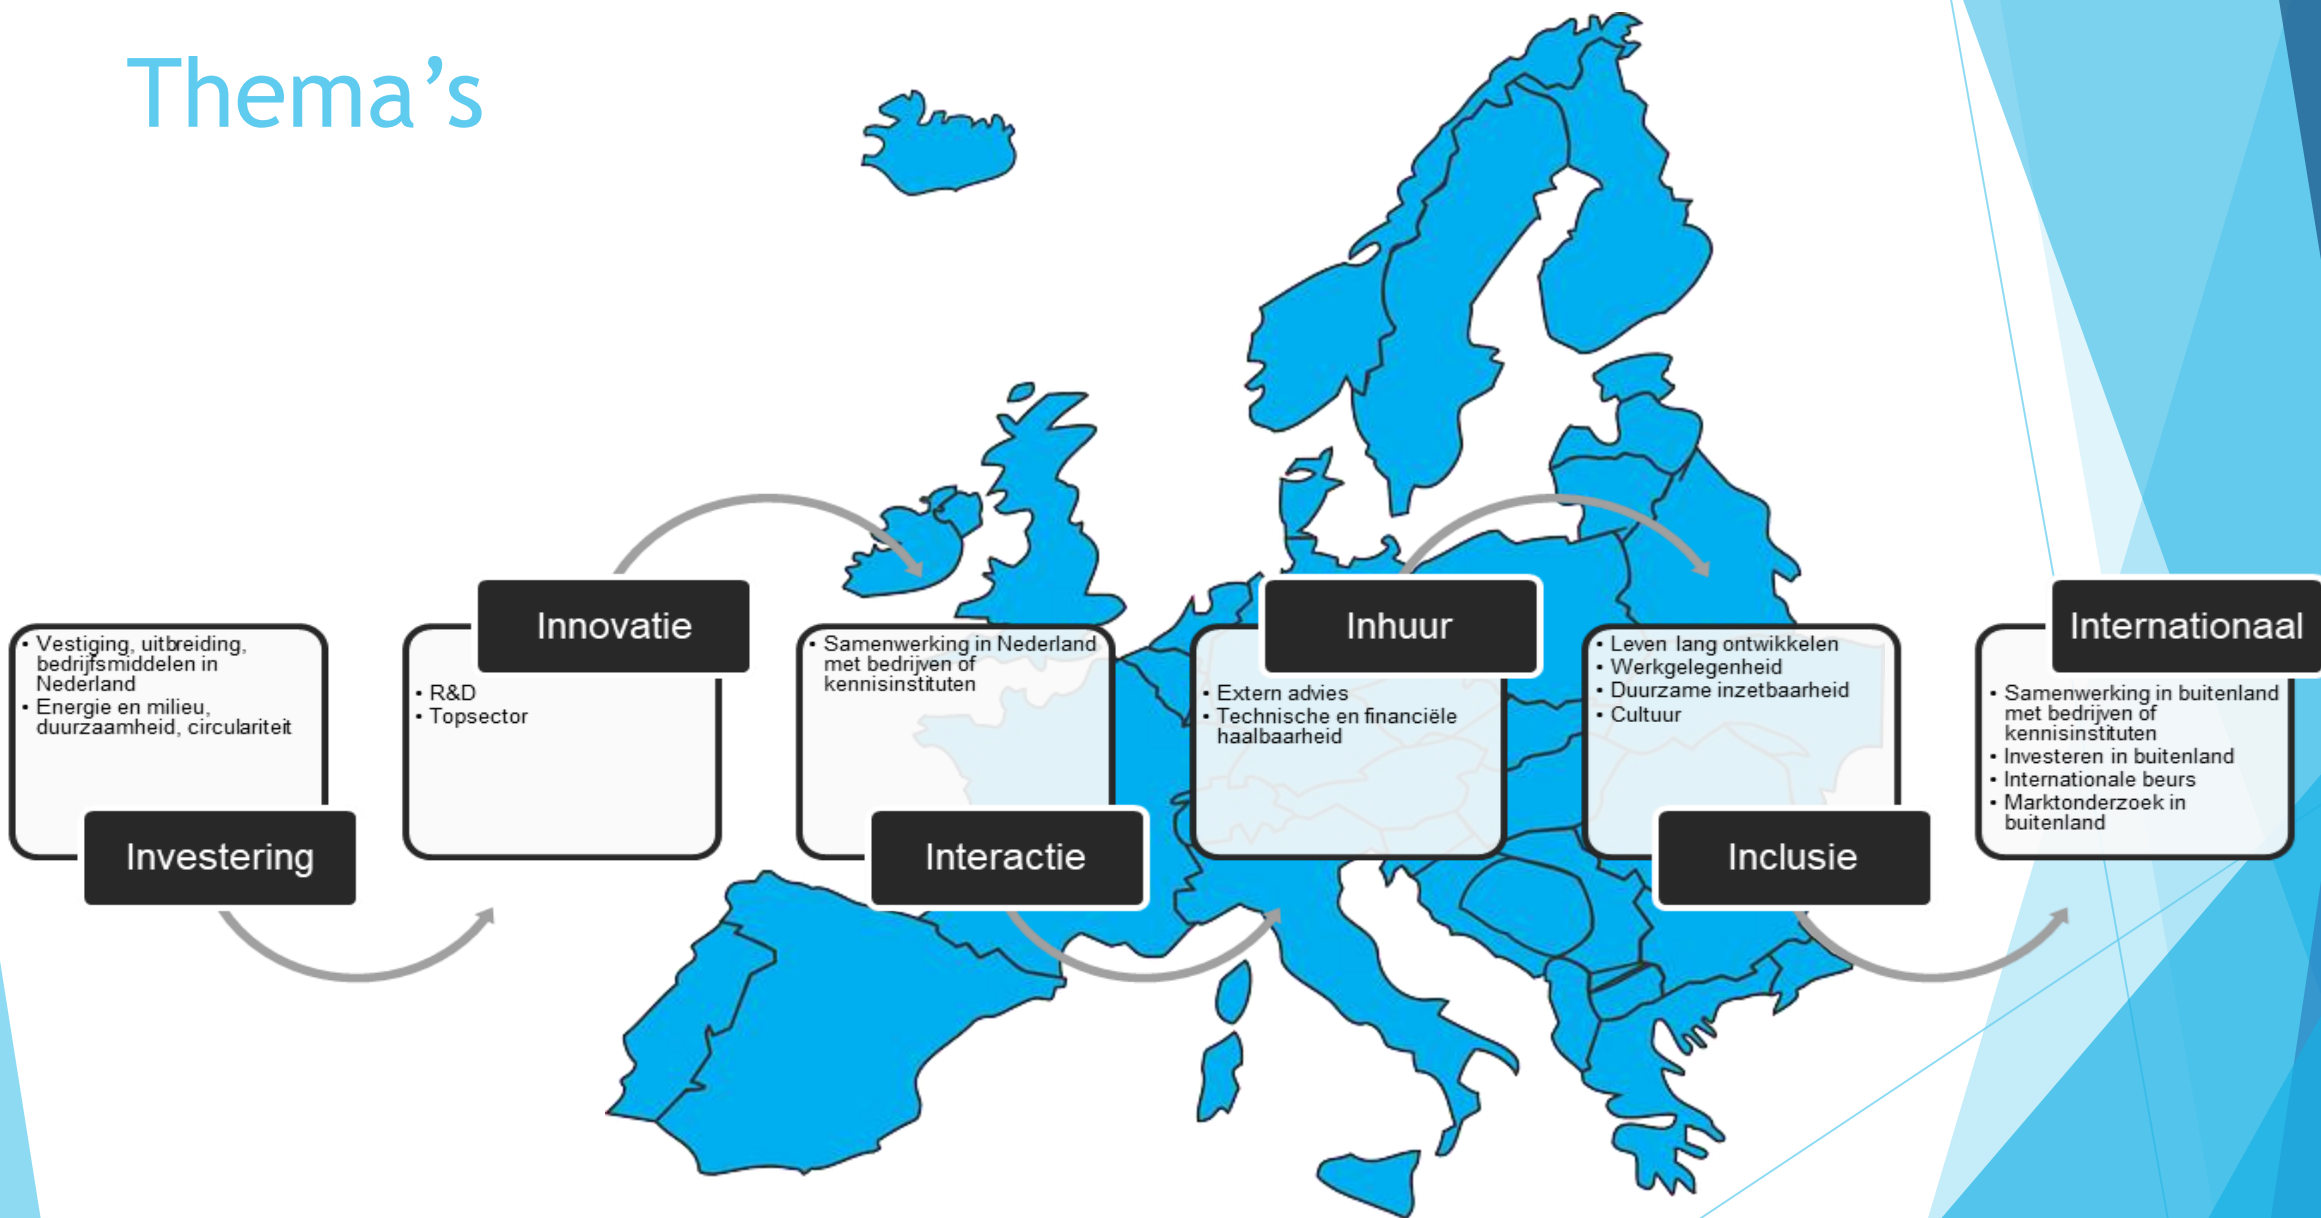 Thema's
• Vestiging, uitbreiding,
bedrijfsmiddelen in
Nederland
• Energie en milieu,
duurzaamheid, circulariteit
Investering
Innovatie
• R&D
• Topsector
• Samenwerking in Nederland
met bedrijven of
kennisinstituten
Interactie
Inhuur
• Extern advies
• Technische en financiële
haalbaarheid
• Leven lang ontwikkelen
• Werkgelegenheid
• Duurzame inzetbaarheid
• Cultuur
Inclusie
Internationaal
• Samenwerking in buitenland
met bedrijven of
kennisinstituten
• Investeren in buitenland
• Internationale beurs
• Marktonderzoek in
buitenland